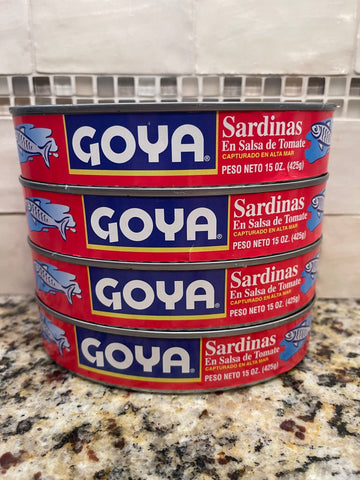 GOYA®
Sardinas
En Salsa de Tomate
CAPTURADO EN ALTA MAR
PESO NETO 15 OZ. (425g)
GOYA®
Sardinas
En Salsa de Tomate
CAPTURADO EN ALTA MAR
PESO NETO 15 OZ. (425g)
GOYA®
Sardinas
En Salsa de Tomate
CAPTURADO EN ALTA MAR
PESO NETO 15 OZ. (425g)
GOYA®
Sardinas
En Salsa de Tomate
CAPTURADO EN ALTA MAR
PESO NETO 15 OZ. (425g)